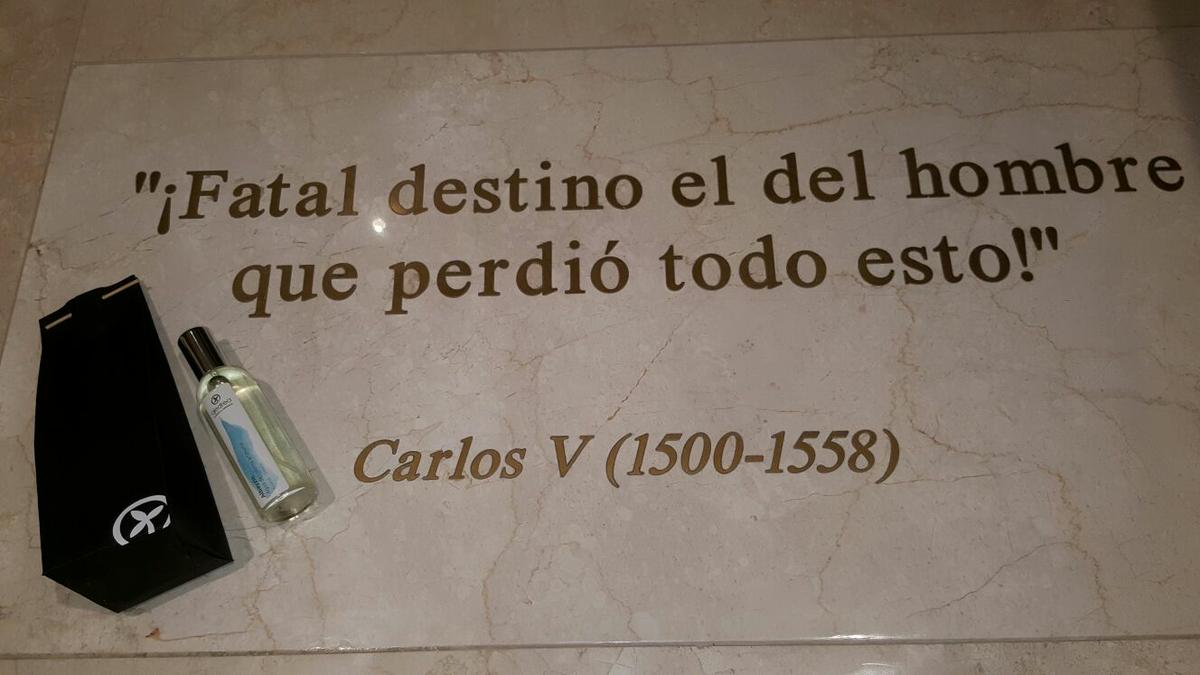 "¡Fatal destino el del hombre
que perdió todo esto!"
Carlos V (1500-1558)